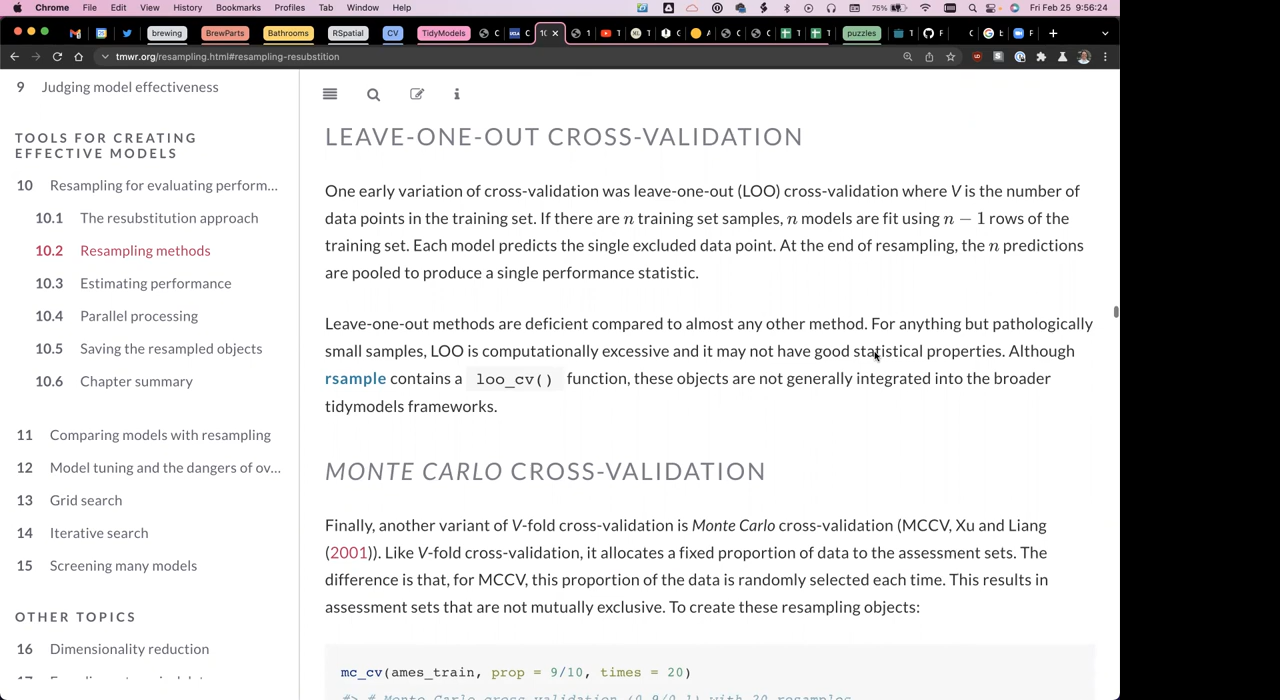 Chrome File Edit View History Bookmarks Profiles Tab Window Help 75% Fri Feb 25 9:56:24
brewing BrewParts Bathrooms RSpatial CV TidyModels puzzles
tmwr.org/resampling.html#resampling-resubstition
9 Judging model effectiveness
TOOLS FOR CREATING
EFFECTIVE MODELS
10 Resampling for evaluating perform...
10.1 The resubstitution approach
10.2 Resampling methods
10.3 Estimating performance
10.4 Parallel processing
10.5 Saving the resampled objects
10.6 Chapter summary
11 Comparing models with resampling
12 Model tuning and the dangers of ov...
13 Grid search
14 Iterative search
15 Screening many models
OTHER TOPICS
16 Dimensionality reduction
LEAVE-ONE-OUT CROSS-VALIDATION
One early variation of cross-validation was leave-one-out (LOO) cross-validation where V is the number of
data points in the training set. If there are n training set samples, n models are fit using n − 1 rows of the
training set. Each model predicts the single excluded data point. At the end of resampling, the n predictions
are pooled to produce a single performance statistic.
Leave-one-out methods are deficient compared to almost any other method. For anything but pathologically
small samples, LOO is computationally excessive and it may not have good statistical properties. Although
rsample contains a loo_cv() function, these objects are not generally integrated into the broader
tidymodels frameworks.
MONTE CARLO CROSS-VALIDATION
Finally, another variant of V-fold cross-validation is Monte Carlo cross-validation (MCCV, Xu and Liang
(2001)). Like V-fold cross-validation, it allocates a fixed proportion of data to the assessment sets. The
difference is that, for MCCV, this proportion of the data is randomly selected each time. This results in
assessment sets that are not mutually exclusive. To create these resampling objects:
mc_cv(ames_train, prop = 9/10, times = 20)
#> # Monte Carlo cross-validation (0.9/0.1) with 20 resamples